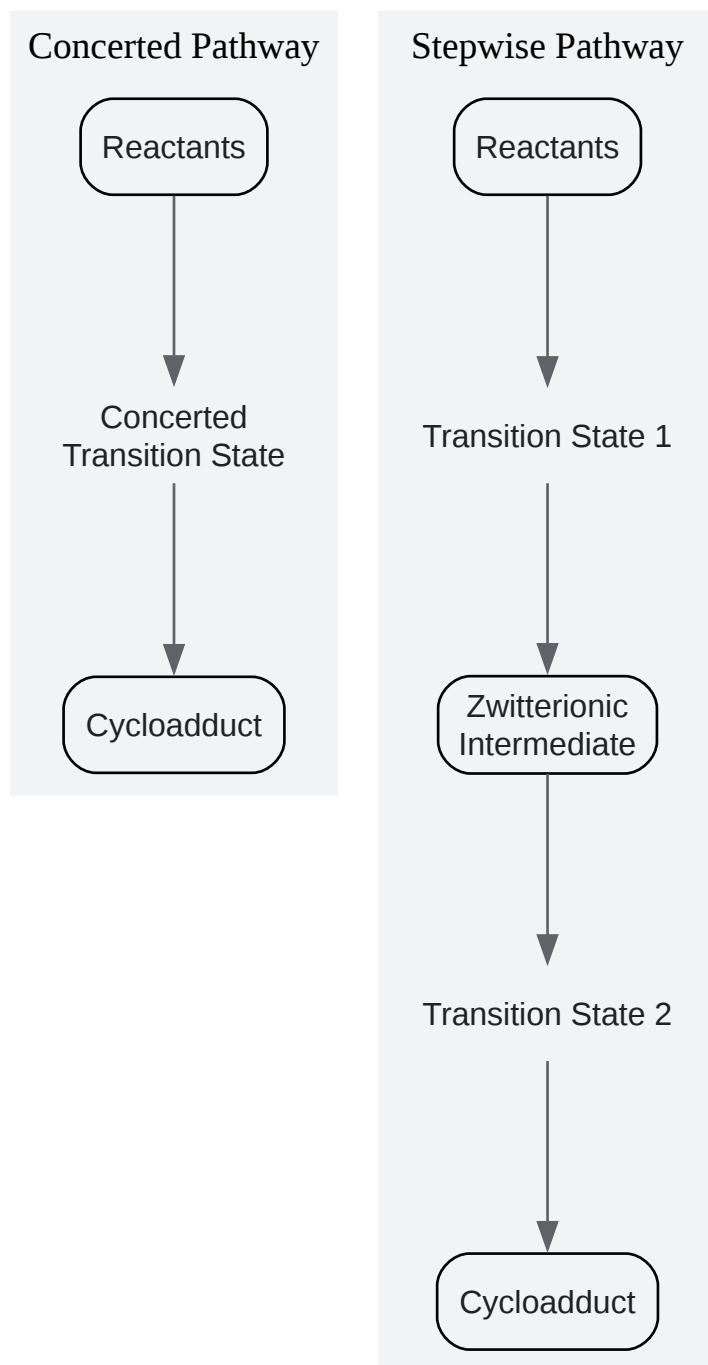 Concerted Pathway
Reactants
Concerted
Transition State
Cycloadduct
Stepwise Pathway
Reactants
Transition State 1
Zwitterionic
Intermediate
Transition State 2
Cycloadduct